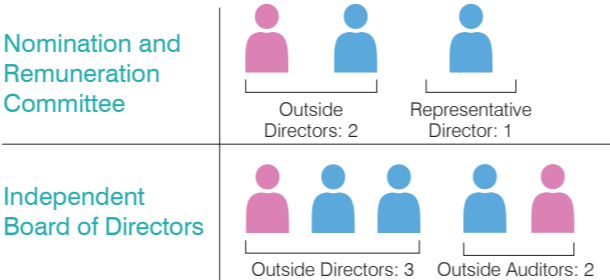 Nomination and
Remuneration
Committee
Outside
Directors: 2
Representative
Director: 1
Independent
Board of Directors
Outside Directors: 3
Outside Auditors: 2